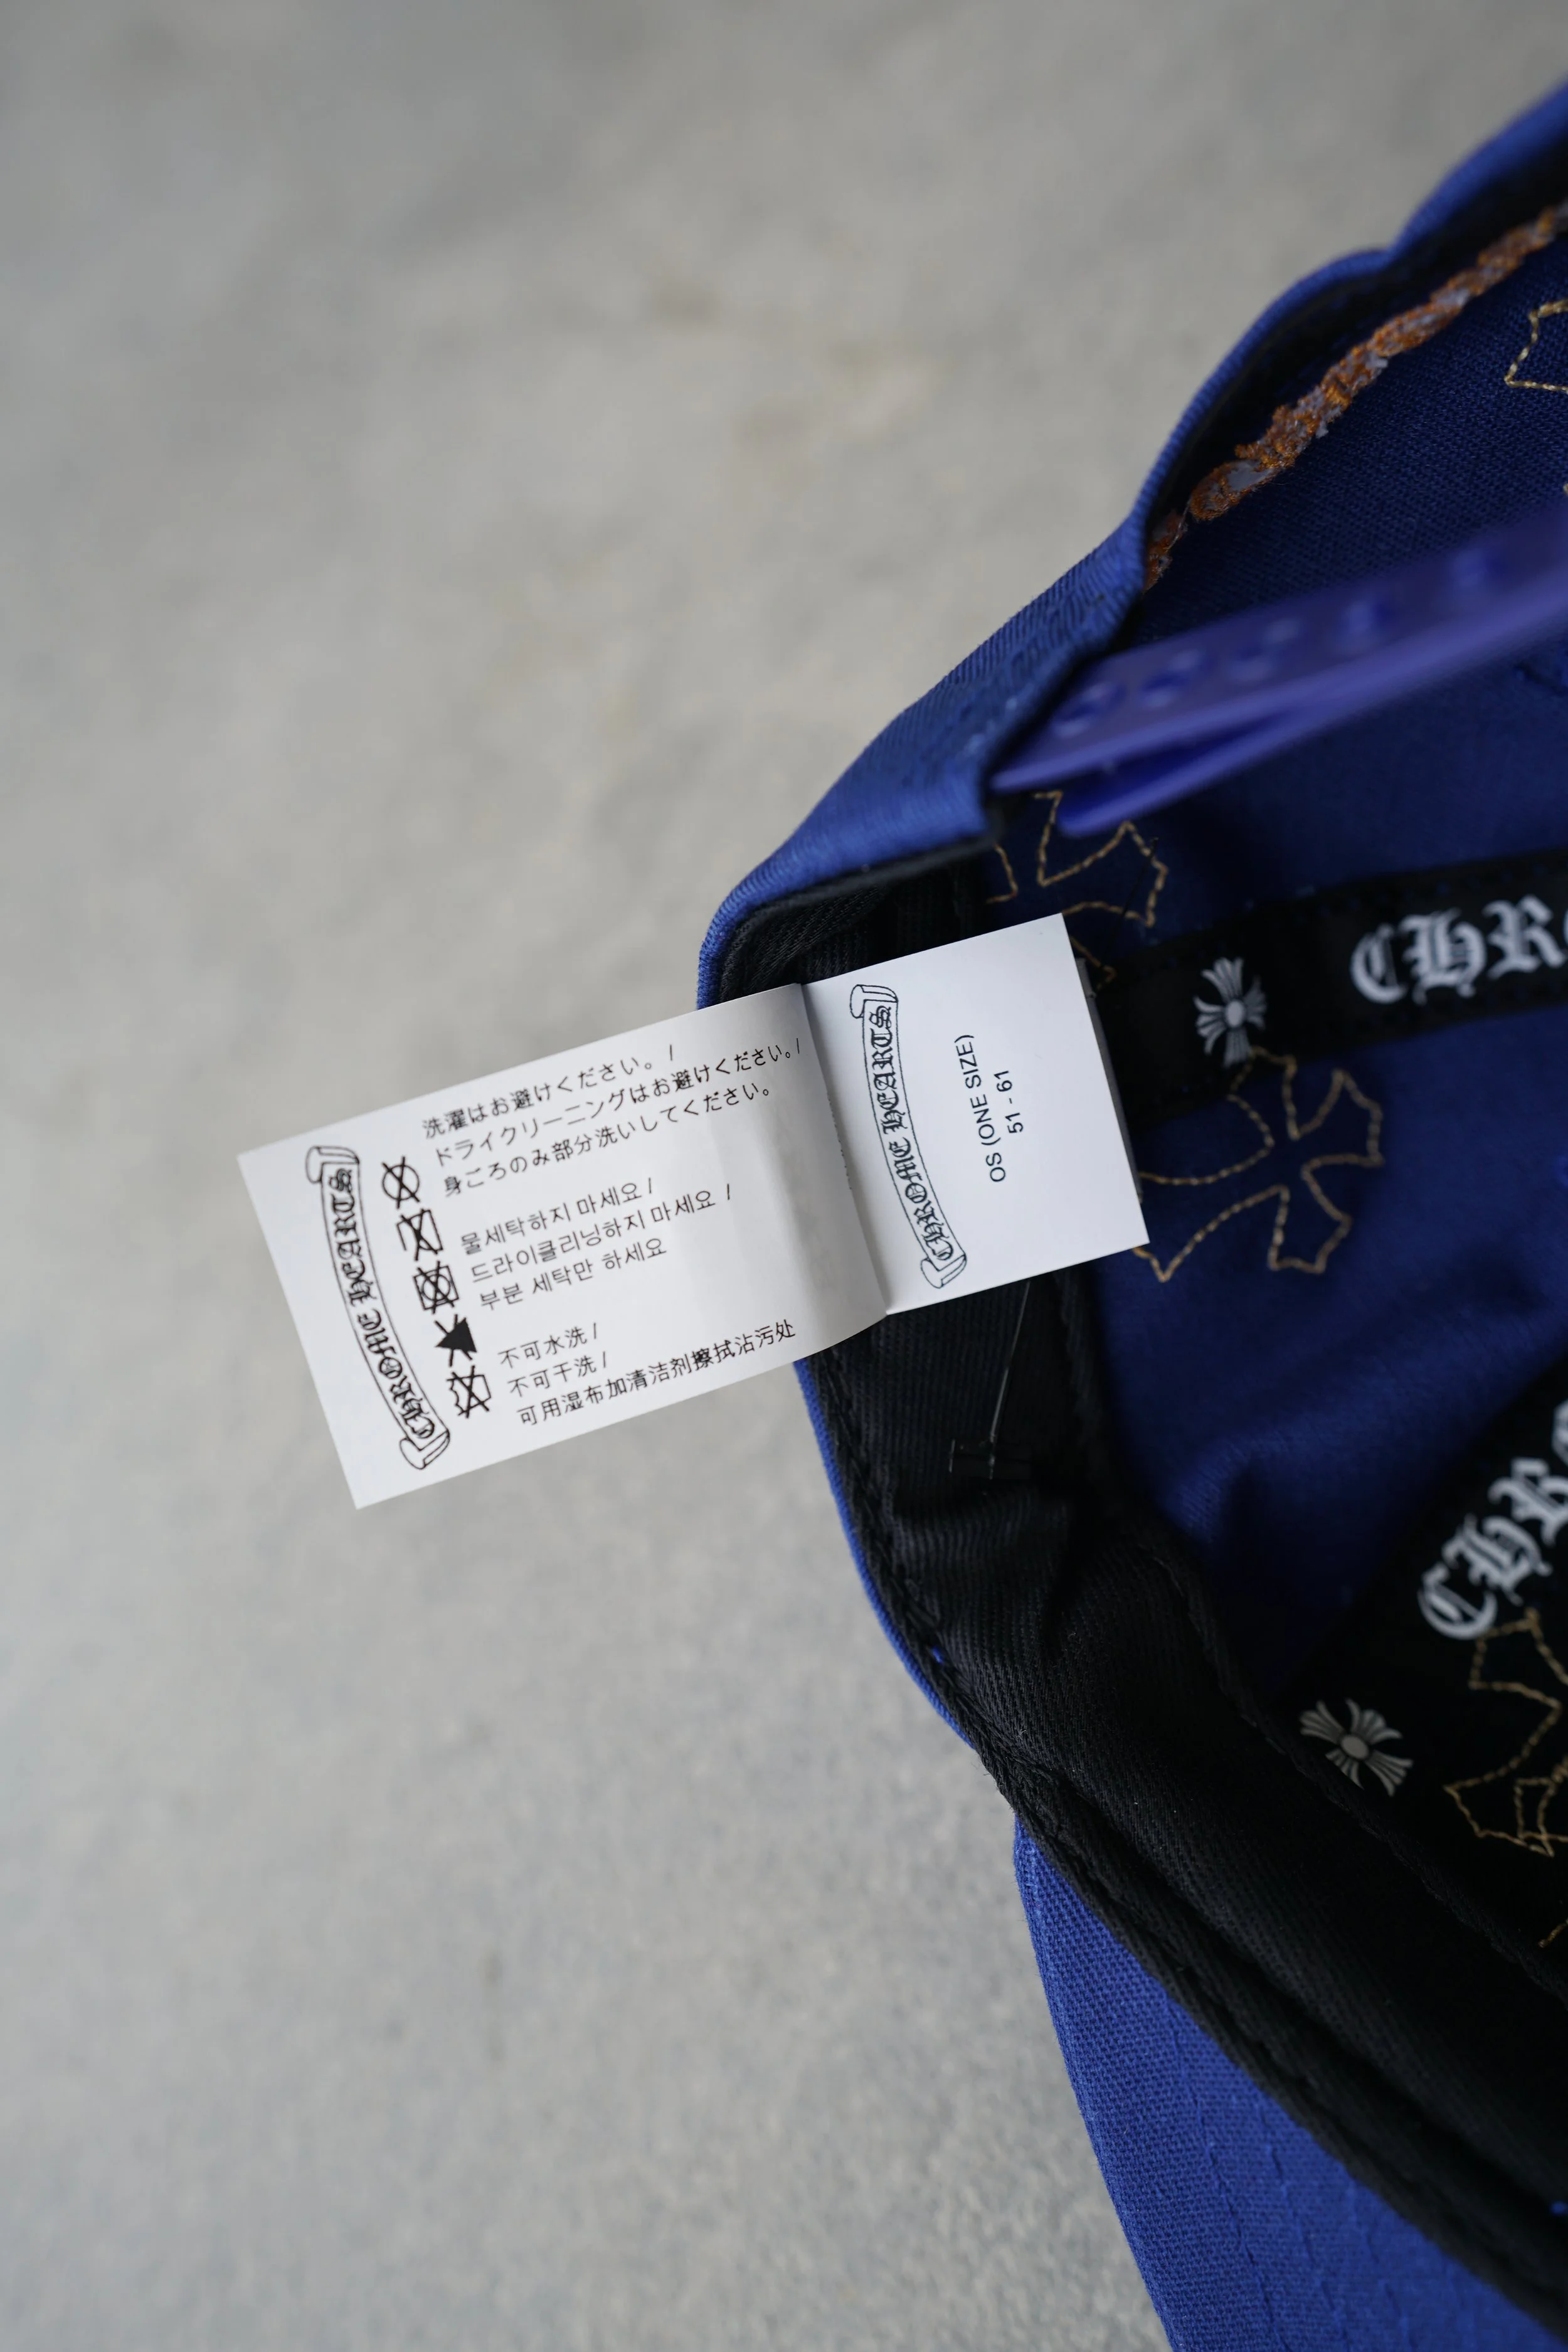 CHROME HEARTS
洗濯はお避けください。/
ドライクリーニングはお避けください。/
身ごろのみ部分洗いしてください。
물세탁하지 마세요 /
드라이클리닝하지 마세요 /
부분 세탁만 하세요
不可水洗 /
不可干洗 /
可用湿布加清洁剂擦拭沾污处
CHROME HEARTS
OS (ONE SIZE)
51 - 61
CHRO
CHRO